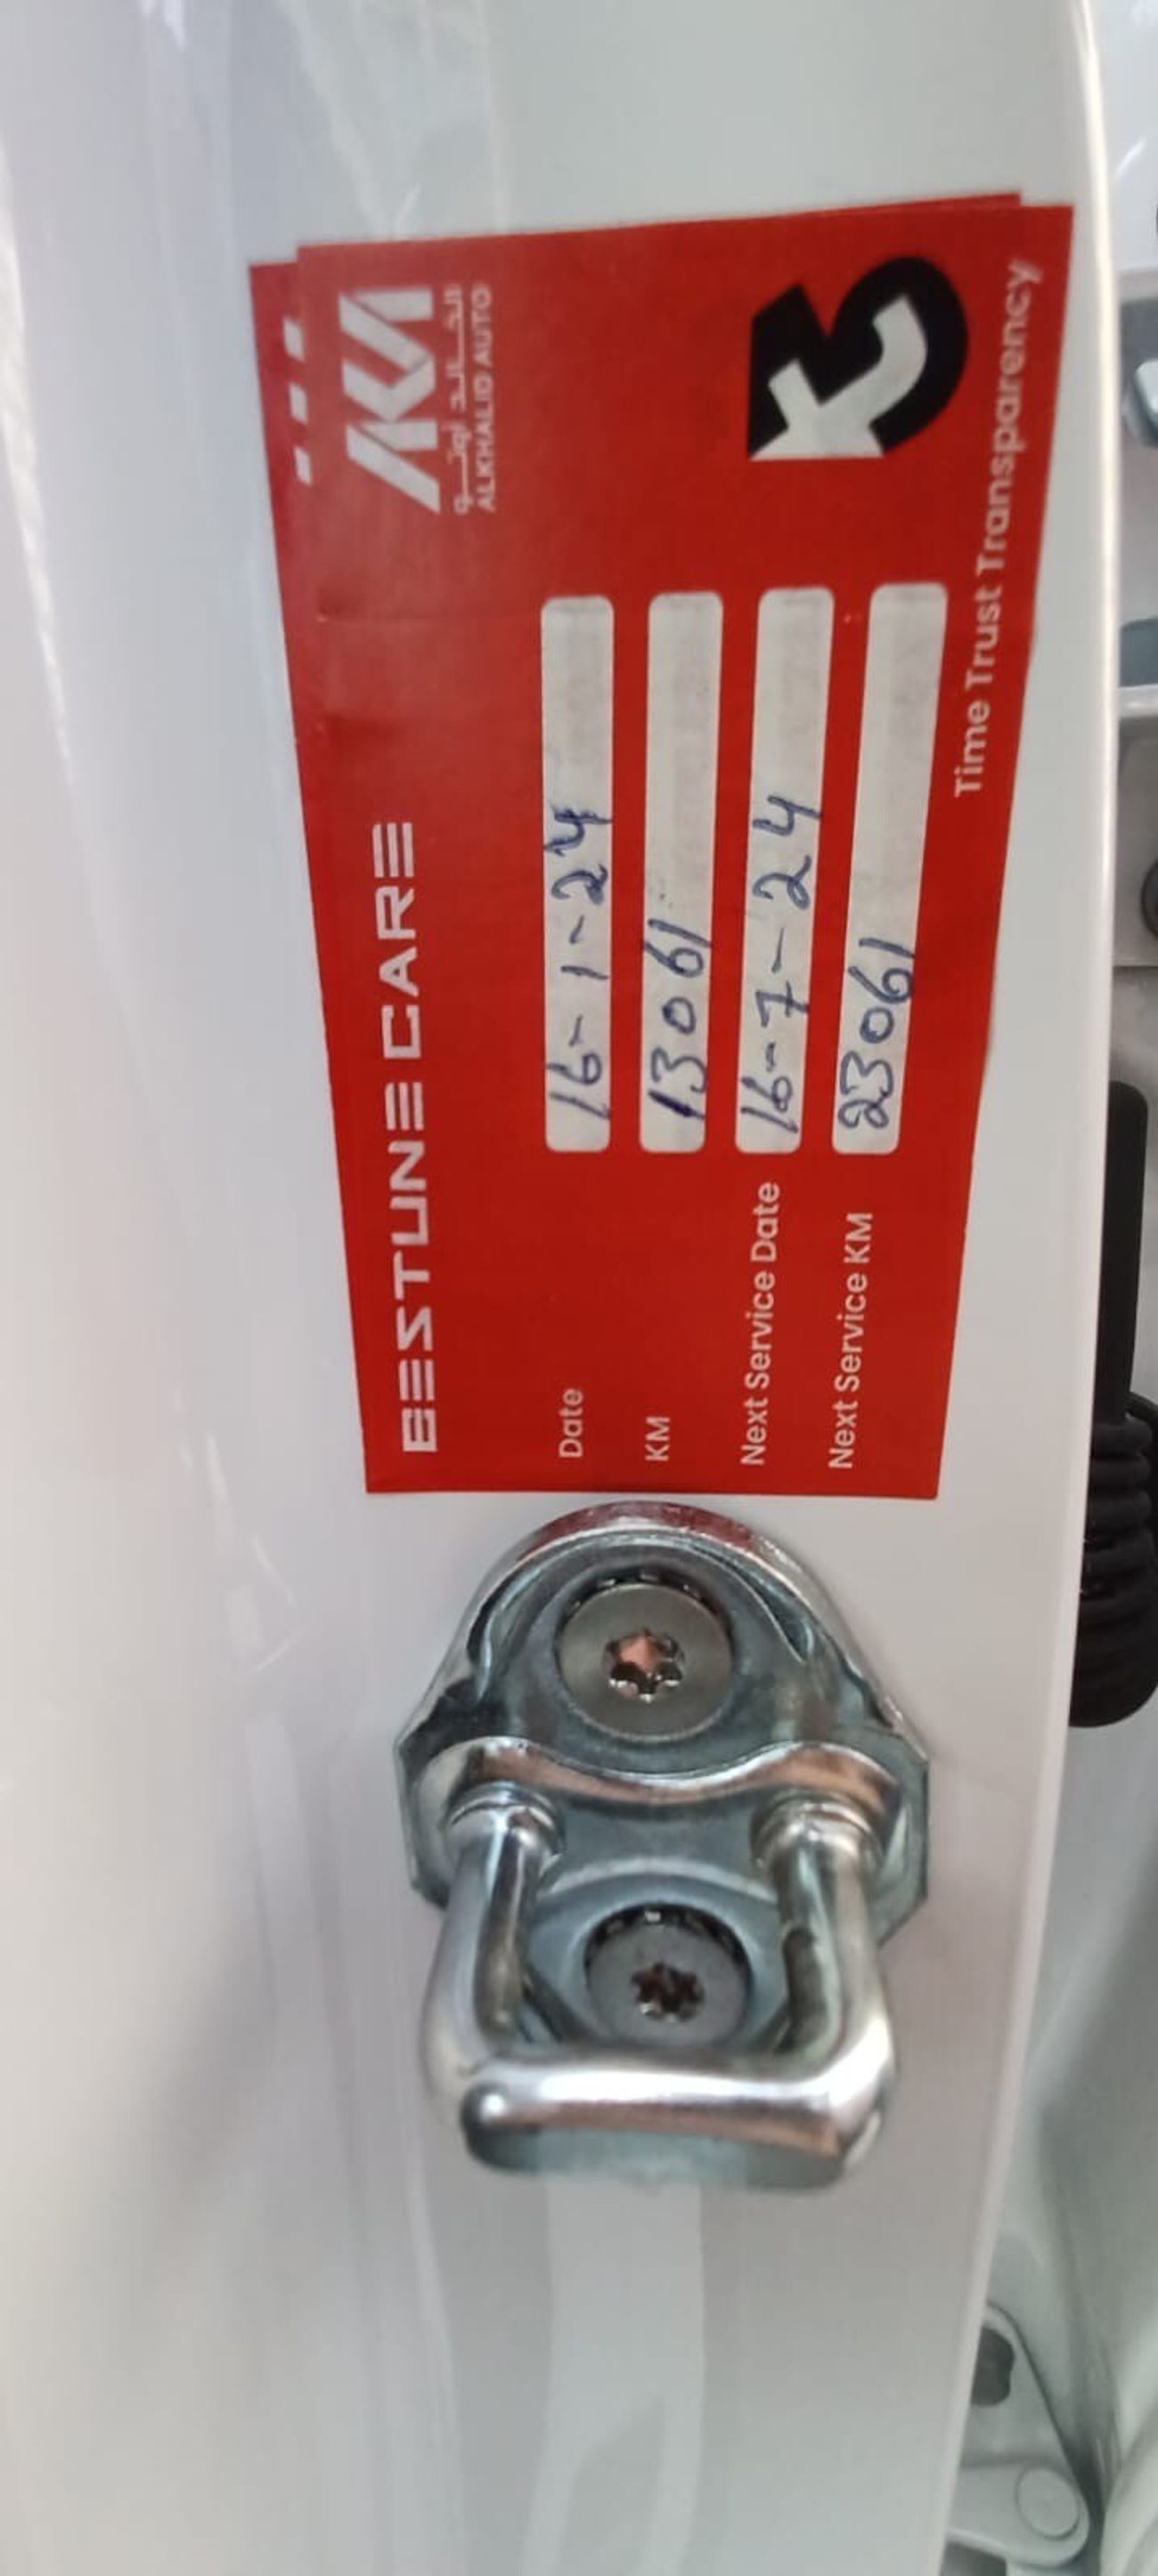 AKM
الخالد أوتو
ALKHALID AUTO
BESTUNE CARE
Date 16-1-24
KM 13061
Next Service Date 16-7-24
Next Service KM 23061
Time Trust Transparency